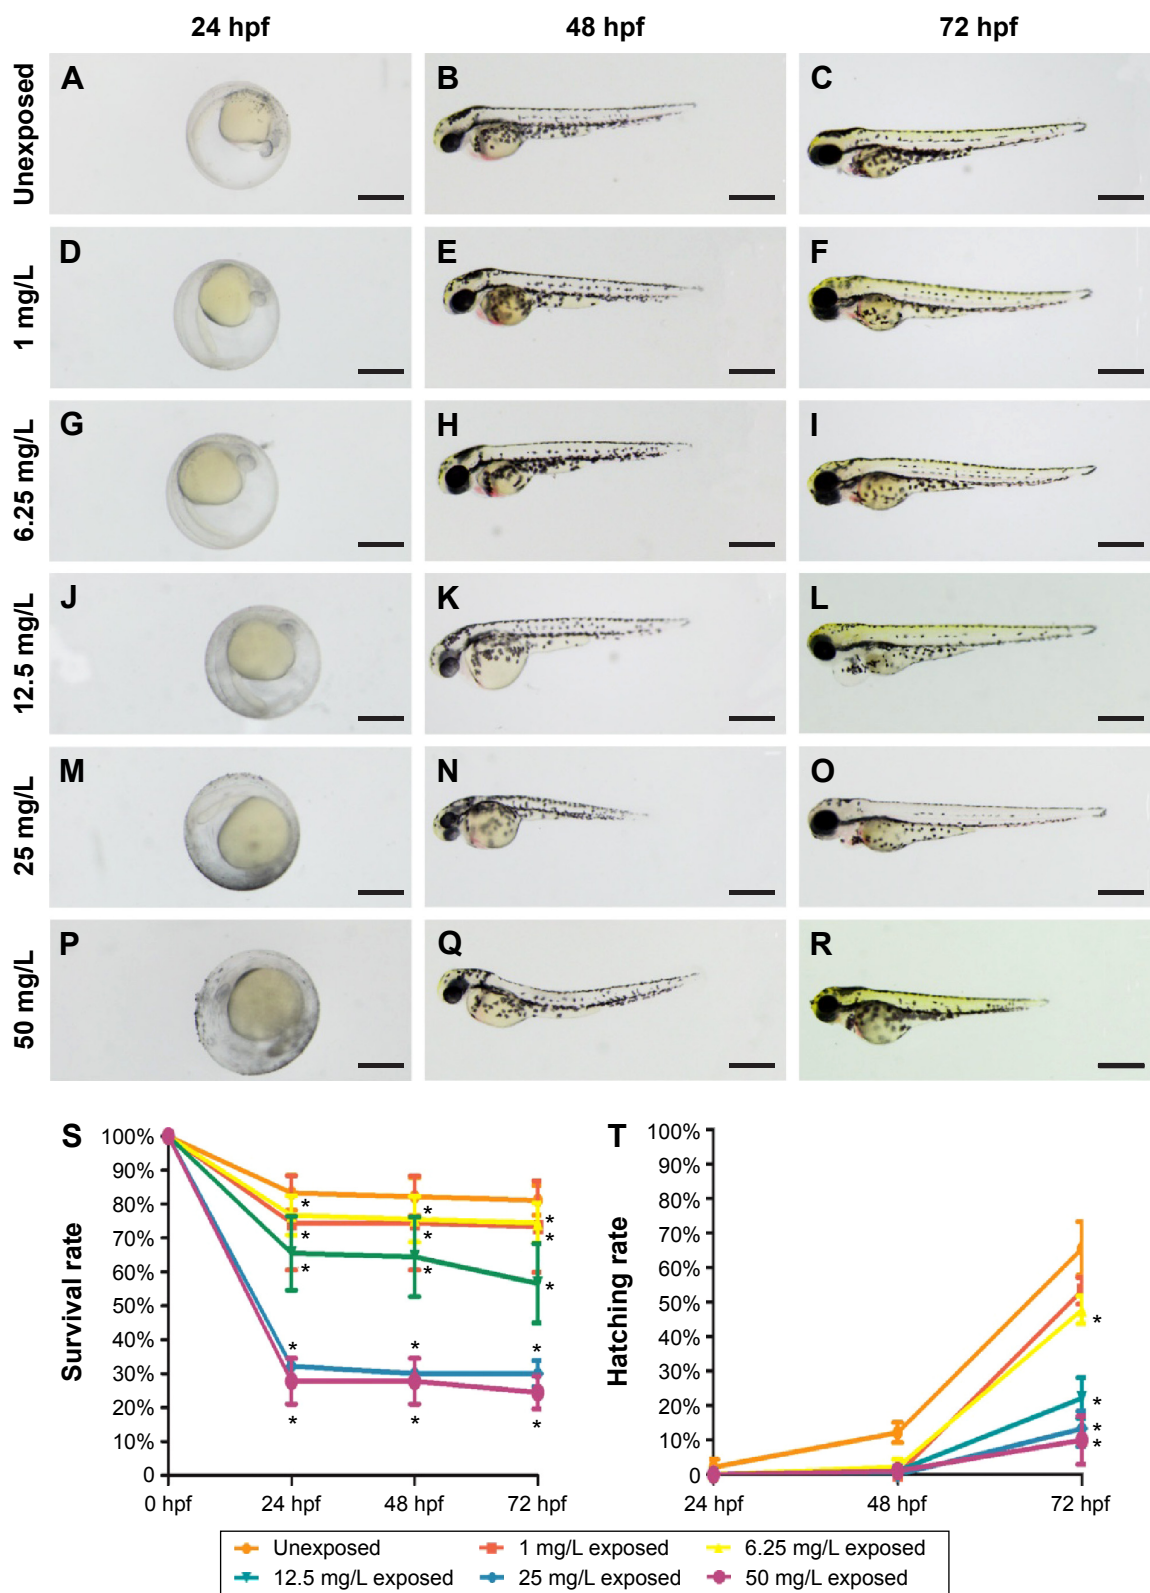 24 hpf 48 hpf 72 hpf
Unexposed
A B C
1 mg/L
D E F
6.25 mg/L
G H I
12.5 mg/L
J K L
25 mg/L
M N O
50 mg/L
P Q R
S
Survival rate
100%
90%
80%
70%
60%
50%
40%
30%
20%
10%
0
0 hpf 24 hpf 48 hpf 72 hpf
* * * * * * * * * * * * * * *
T
Hatching rate
100%
90%
80%
70%
60%
50%
40%
30%
20%
10%
0
24 hpf 48 hpf 72 hpf
* * * *
Unexposed 1 mg/L exposed 6.25 mg/L exposed
12.5 mg/L exposed 25 mg/L exposed 50 mg/L exposed